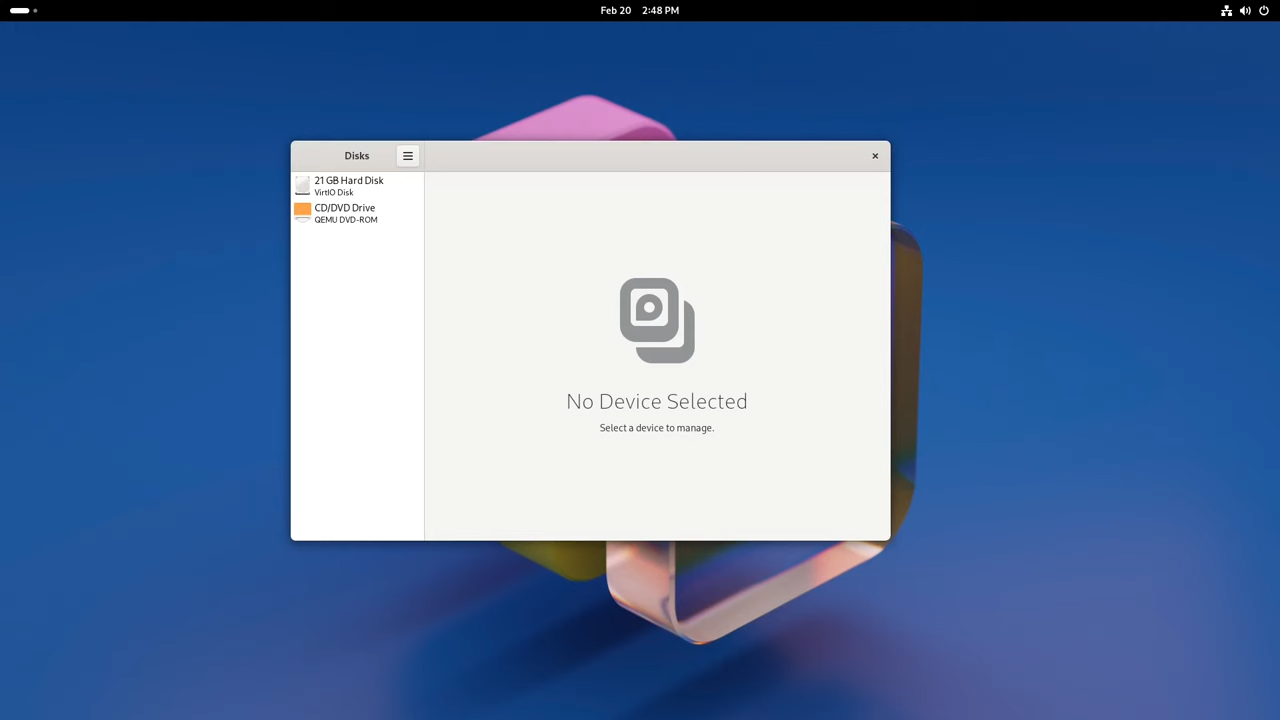 Feb 20 2:48 PM
Disks
21 GB Hard Disk
VirtIO Disk
CD/DVD Drive
QEMU DVD-ROM
No Device Selected
Select a device to manage.